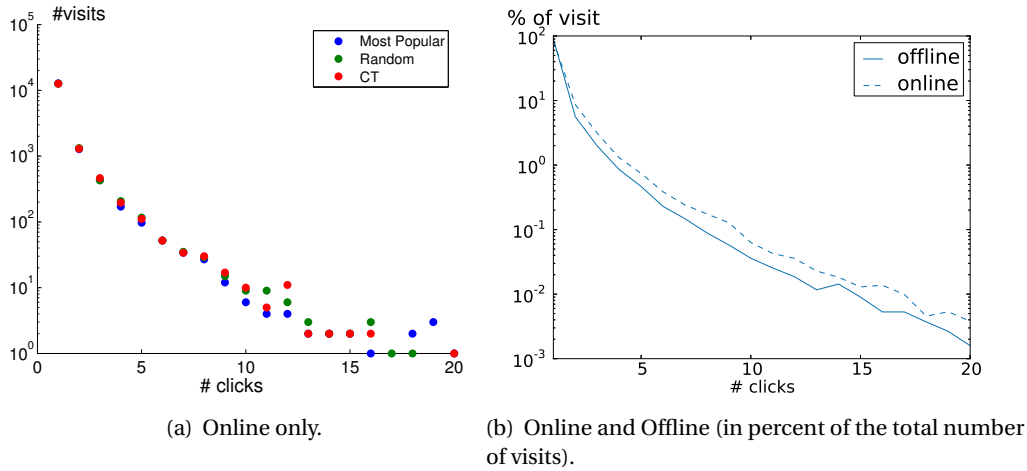 #visits
10^5
10^4
10^3
10^2
10^1
10^0
0 5 10 15 20
# clicks
Most Popular
Random
CT
(a) Online only.
% of visit
10^2
10^1
10^0
10^-1
10^-2
10^-3
5 10 15 20
# clicks
offline
online
(b) Online and Offline (in percent of the total number
of visits).